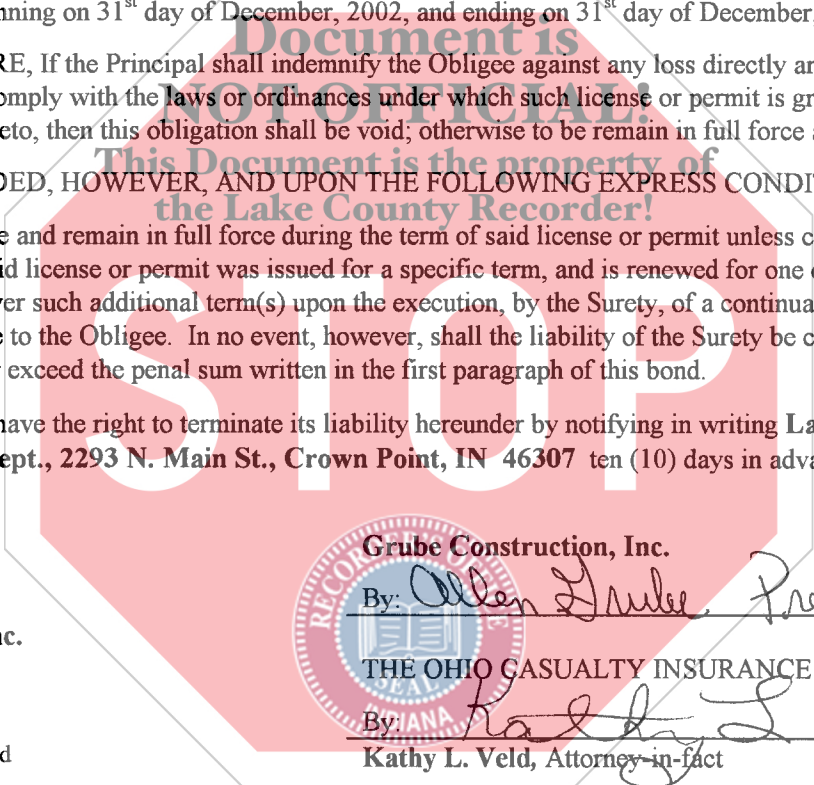 nning on 31st day of December, 2002, and ending on 31st day of December,
Document is
RE, If the Principal shall indemnify the Obligee against any loss directly ar
omply with the laws or ordinances under which such license or permit is gr
NOT OFFICIAL!
eto, then this obligation shall be void; otherwise to be remain in full force a
This Document is the property of
DED, HOWEVER, AND UPON THE FOLLOWING EXPRESS CONDI
the Lake County Recorder!
e and remain in full force during the term of said license or permit unless c
id license or permit was issued for a specific term, and is renewed for one
er such additional term(s) upon the execution, by the Surety, of a continua
e to the Obligee. In no event, however, shall the liability of the Surety be c
exceed the penal sum written in the first paragraph of this bond.
STOP
have the right to terminate its liability hereunder by notifying in writing La
ept., 2293 N. Main St., Crown Point, IN 46307 ten (10) days in adva
Grube Construction, Inc.
By: Allen Grube, Pre
RECORDER OF
SEAL
INDIANA
nc.
THE OHIO CASUALTY INSURANCE
By: Kathy L
d
Kathy L. Veld, Attorney-in-fact